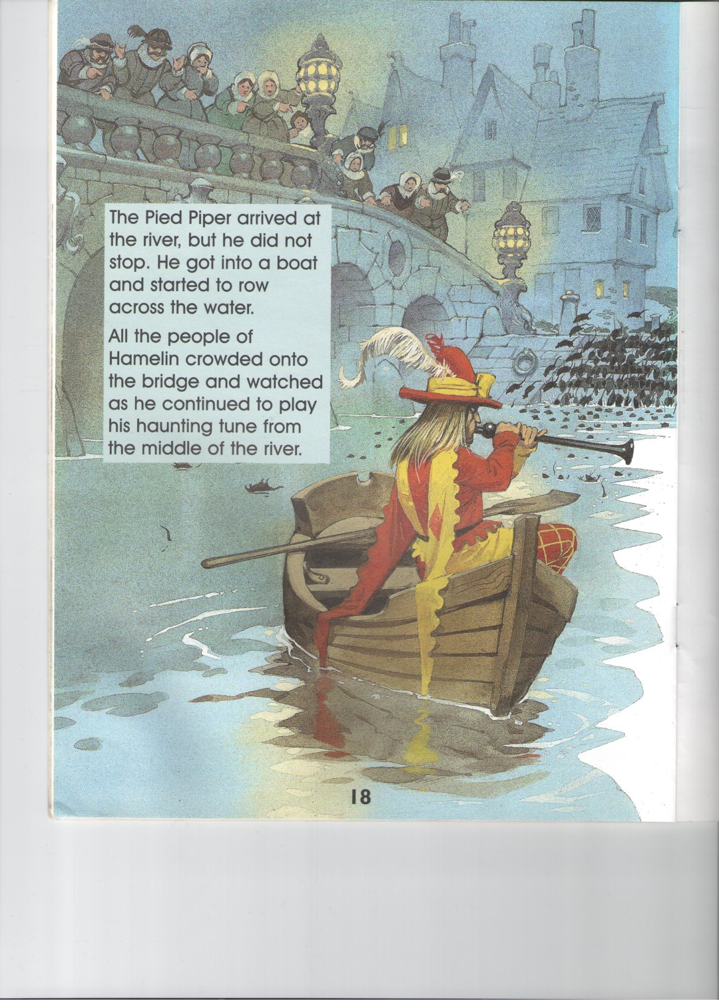 The Pied Piper arrived at
the river, but he did not
stop. He got into a boat
and started to row
across the water.
All the people of
Hamelin crowded onto
the bridge and watched
as he continued to play
his haunting tune from
the middle of the river.
18